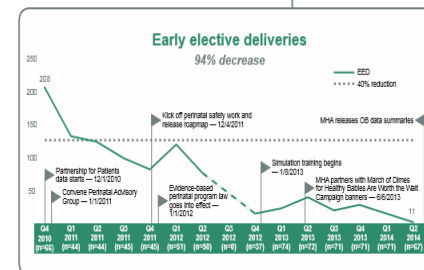 Early elective deliveries
94% decrease
250
208
200
150
100
50
EED
40% reduction
Kick off perinatal safety work and
release roadmap — 12/4/2011
MHA releases OB data summaries
Partnership for Patients
data starts — 12/1/2010
Convene Perinatal Advisory
Group — 1/1/2011
Evidence-based
perinatal program law
goes into effect —
1/1/2012
Simulation training begins
— 1/8/2013
MHA partners with March of Dimes
for Healthy Babies Are Worth the Wait
Campaign banners — 6/6/2013
11
Q4 Q1 Q2 Q3 Q4 Q1 Q2 Q3 Q4 Q1 Q2 Q3 Q4 Q1 Q2
2010 2011 2011 2011 2011 2012 2012 2012 2012 2013 2013 2013 2013 2014 2014
(n=60) (n=44) (n=44) (n=45) (n=45) (n=51) (n=50) (n=0) (n=37) (n=74) (n=72) (n=71) (n=71) (n=71) (n=67)